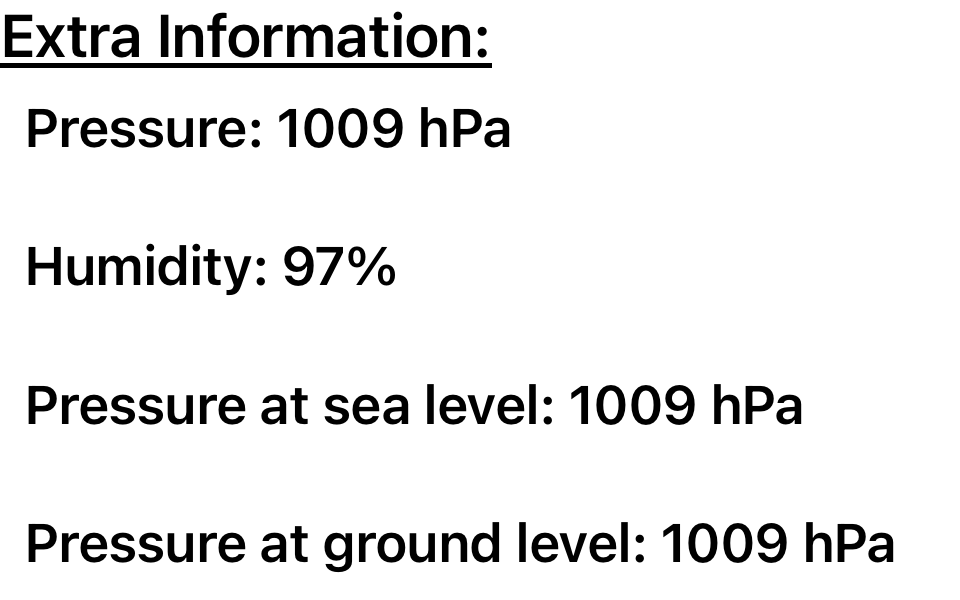 Extra Information:
Pressure: 1009 hPa
Humidity: 97%
Pressure at sea level: 1009 hPa
Pressure at ground level: 1009 hPa